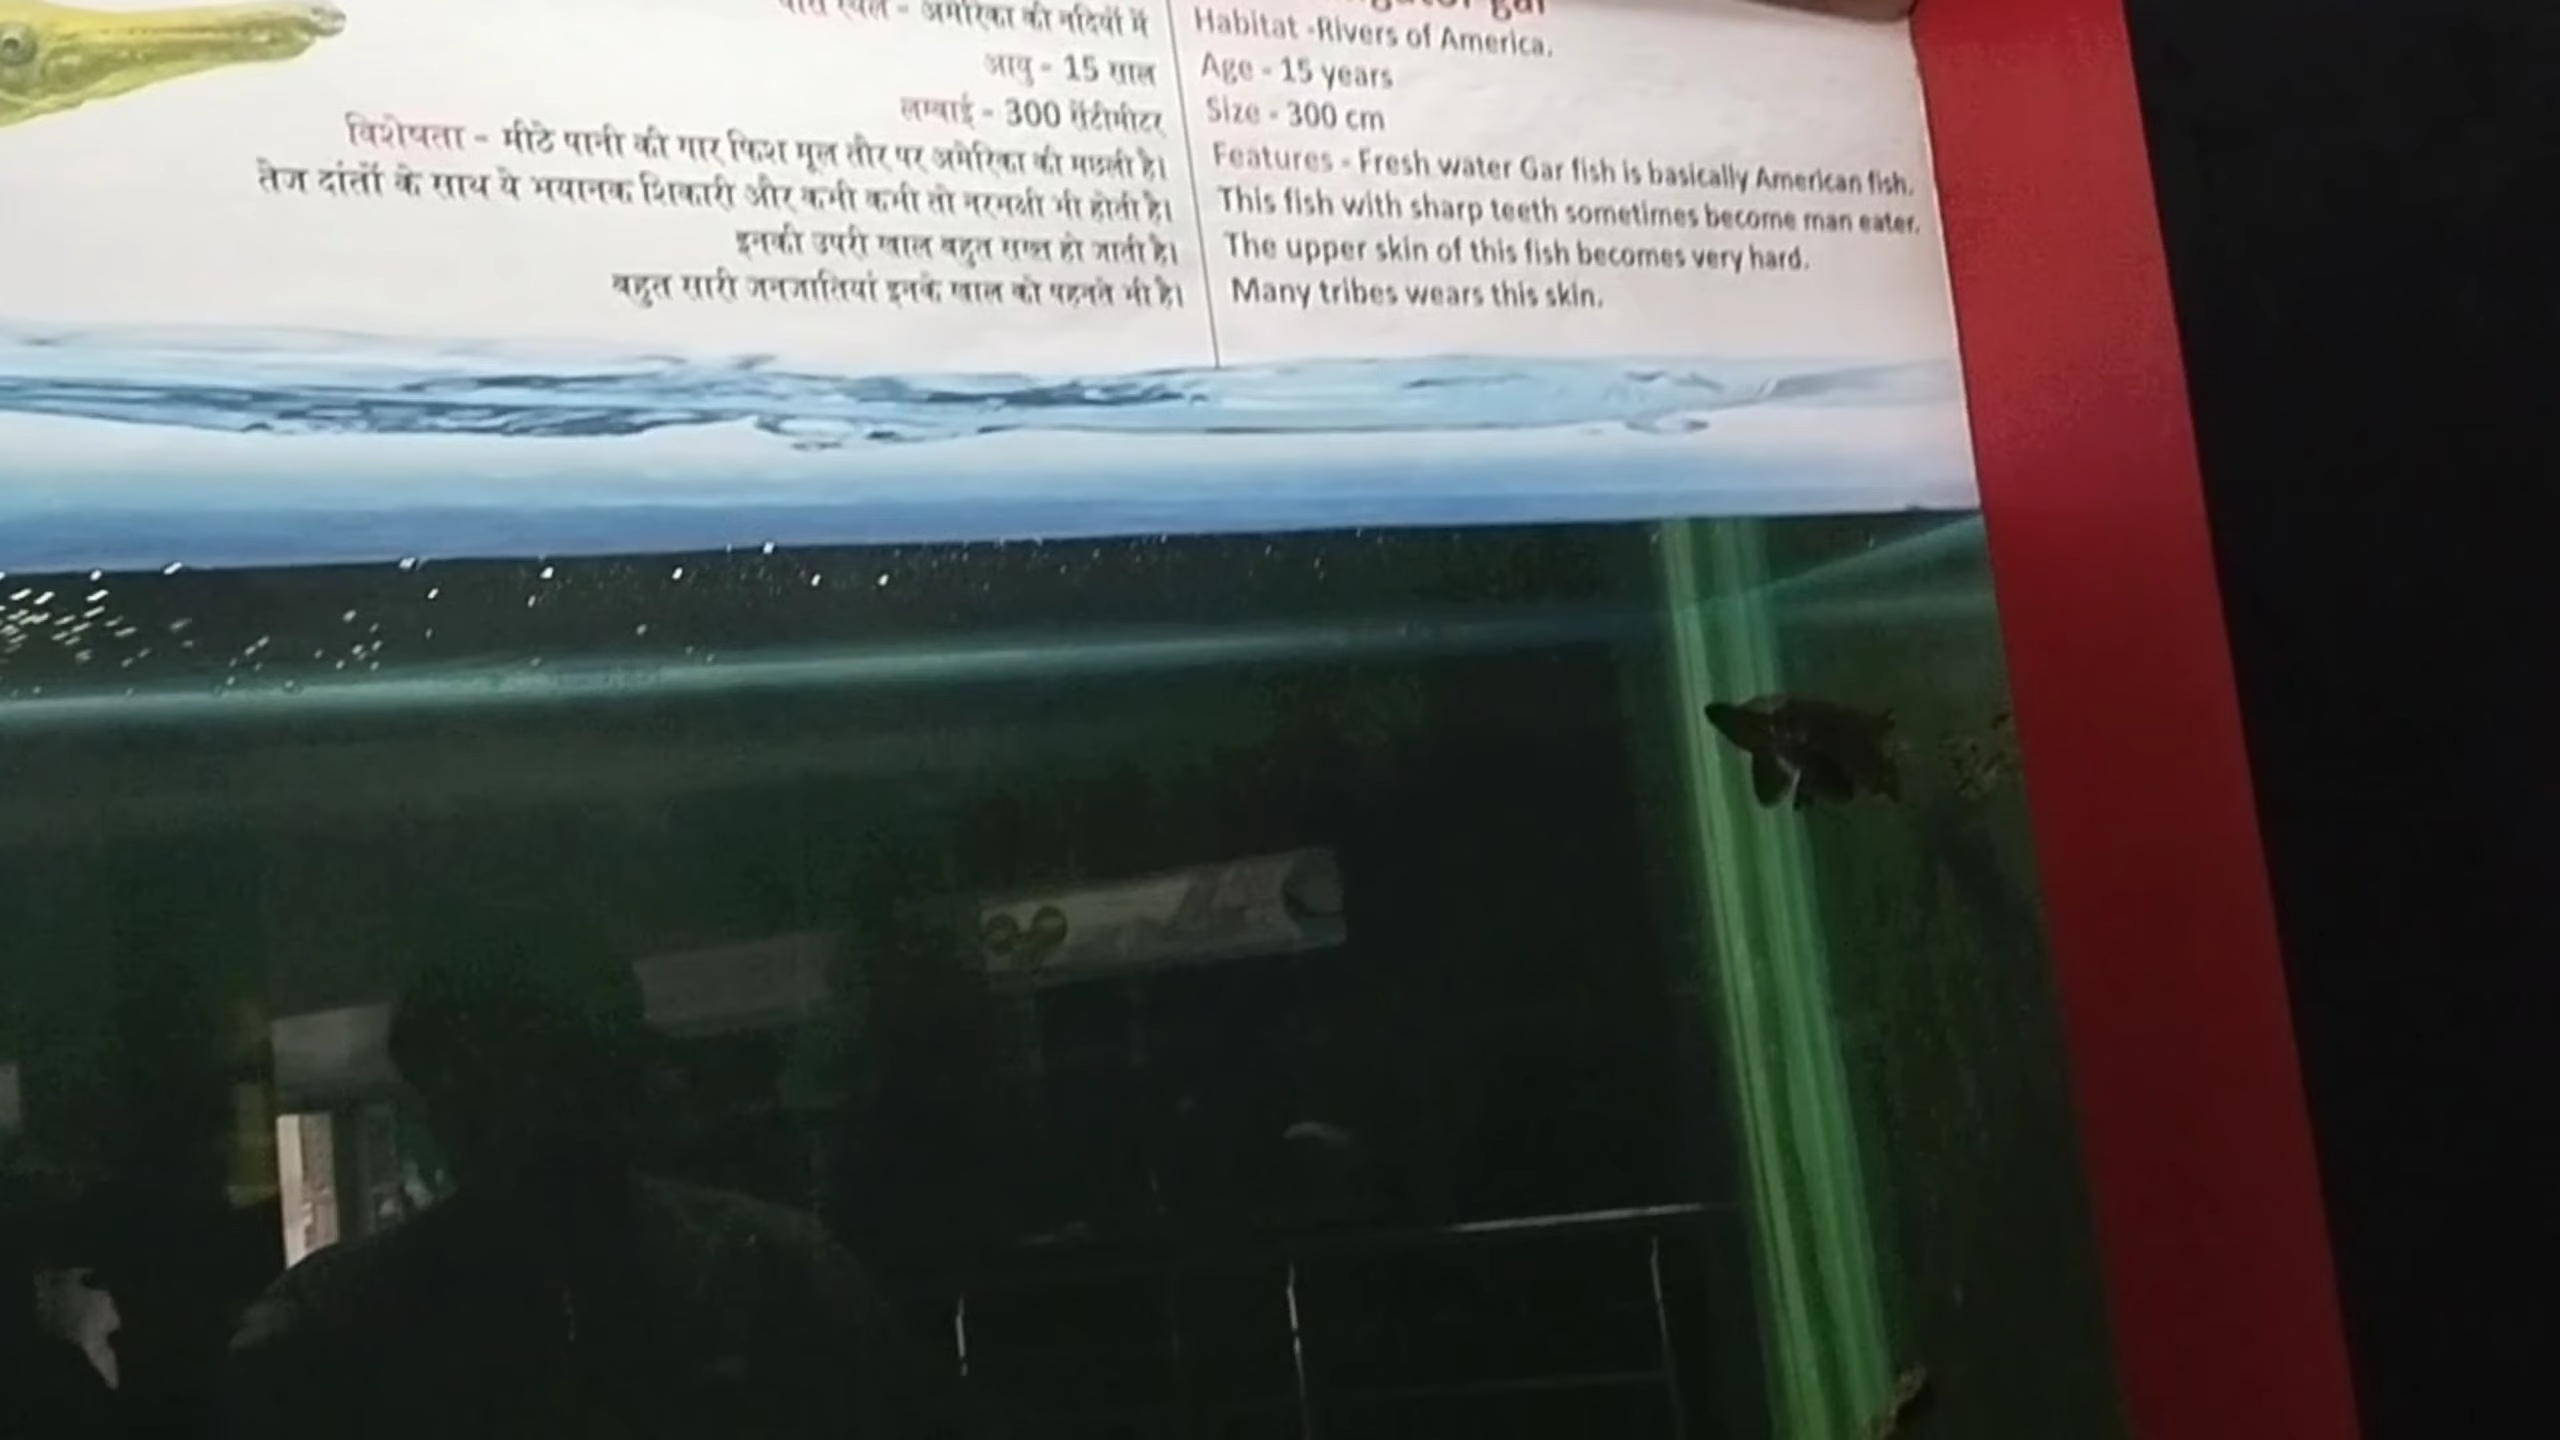 gar
अमेरिका की नदियों में
आयु - 15 साल
लम्बाई - 300 सेंटीमीटर
विशेषता - मीठे पानी की गार फिश मूल तौर पर अमेरिका की मछली है।
तेज दांतों के साथ ये भयानक शिकारी और कभी कभी तो नरभक्षी भी होती है।
इनकी उपरी खाल बहुत सख्त हो जाती है।
बहुत सारी जनजातियां इनके खाल को पहनते भी है।
Habitat -Rivers of America.
Age - 15 years
Size - 300 cm
Features - Fresh water Gar fish is basically American fish.
This fish with sharp teeth sometimes become man eater.
The upper skin of this fish becomes very hard.
Many tribes wears this skin.